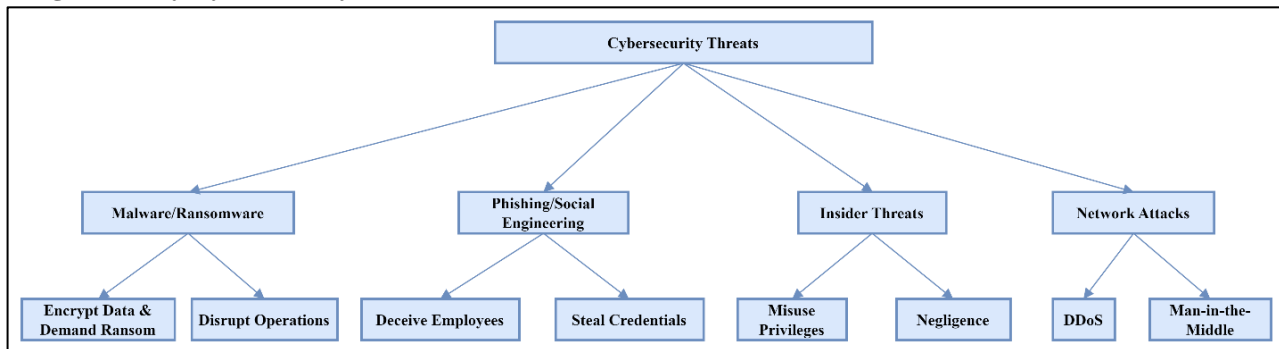 Cybersecurity Threats
Malware/Ransomware
Phishing/Social
Engineering
Insider Threats
Network Attacks
Encrypt Data &
Demand Ransom
Disrupt Operations
Deceive Employees
Steal Credentials
Misuse
Privileges
Negligence
DDoS
Man-in-the-
Middle